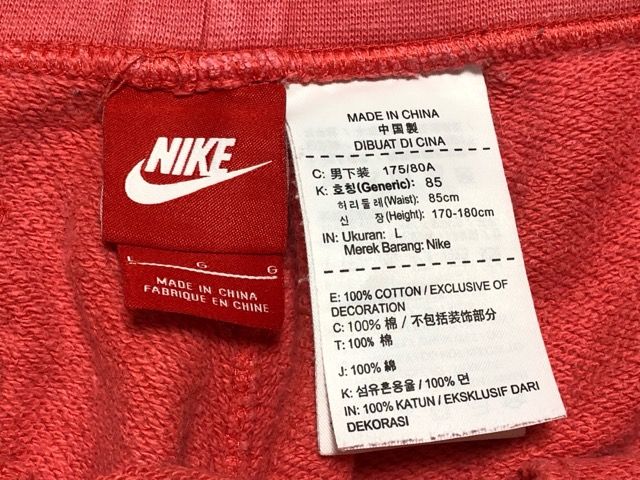 NIKE
L G G
MADE IN CHINA
FABRIQUÉ EN CHINE
MADE IN CHINA
中国製
DIBUAT DI CINA
C: 男下装 175/80A
K: 호칭(Generic): 85
허리둘레(Waist): 85cm
신 장(Height): 170-180cm
IN: Ukuran: L
Merek Barang: Nike
E: 100% COTTON / EXCLUSIVE OF
DECORATION
C: 100% 棉 / 不包括装饰部分
T: 100% 棉
J: 100% 綿
K: 섬유혼용율 / 100% 면
IN: 100% KATUN / EKSKLUSIF DARI
DEKORASI